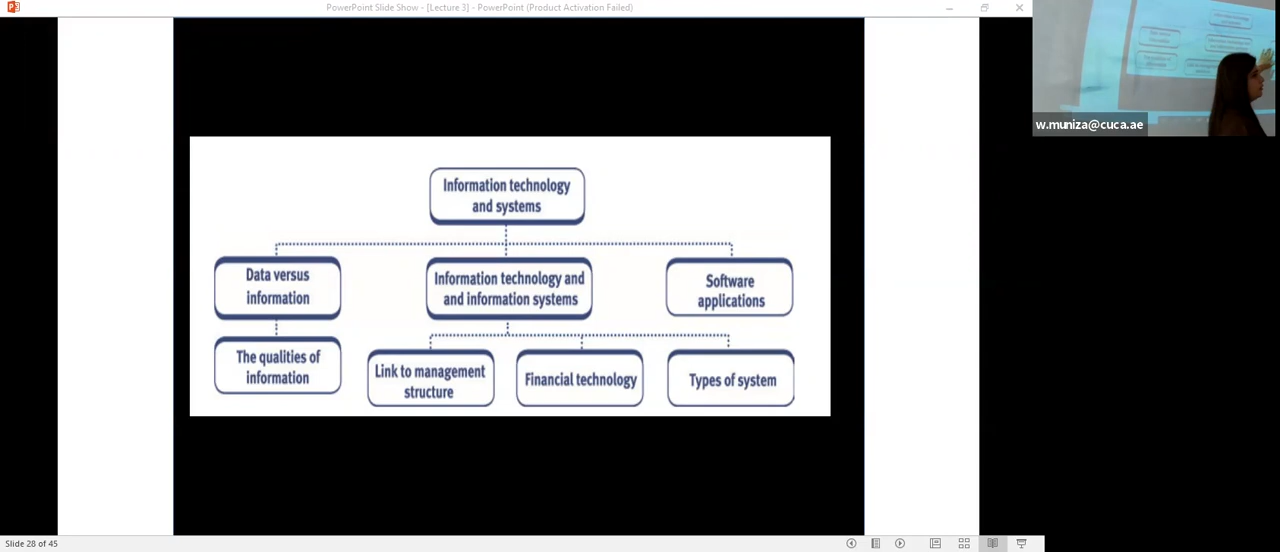 PowerPoint Slide Show - [Lecture 3] - PowerPoint (Product Activation Failed)
w.muniza@cuca.ae
Information technology
and systems
Data versus
information
Information technology and
and information systems
Software
applications
The qualities of
information
Link to management
structure
Financial technology
Types of system
Slide 28 of 45